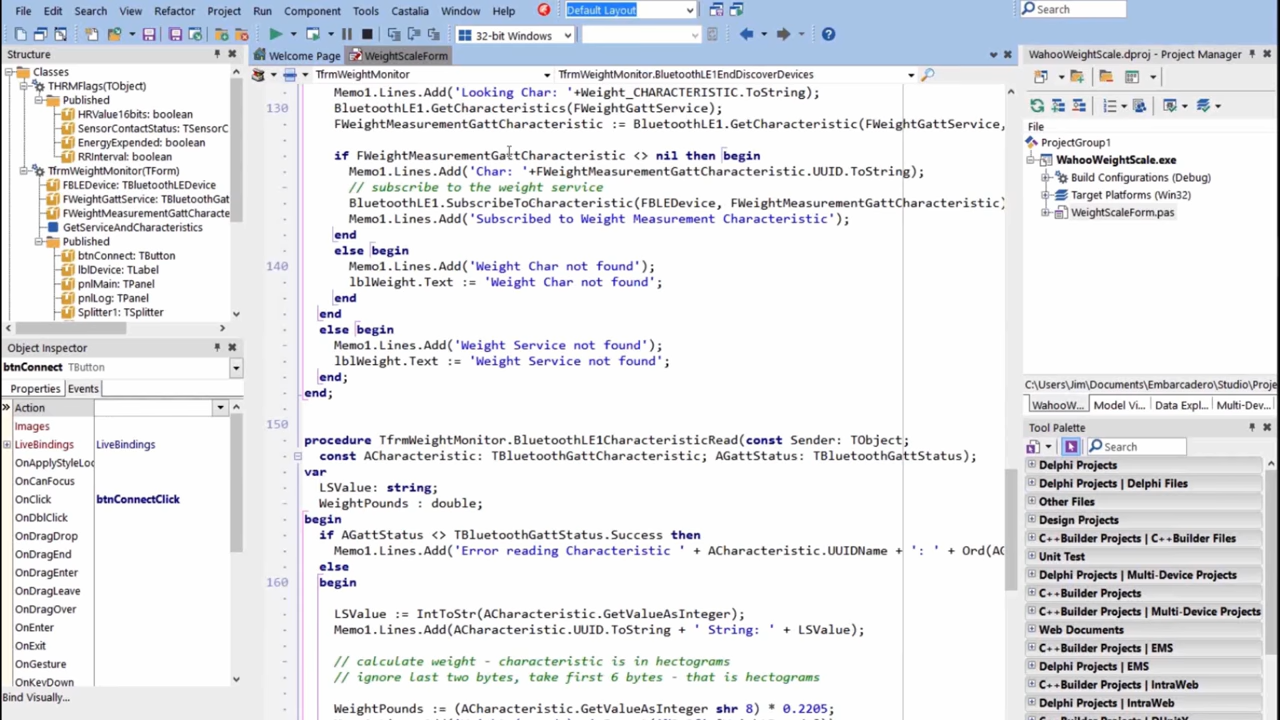 File Edit Search View Refactor Project Run Component Tools Castalia Window Help Default Layout Search
32-bit Windows
Structure
Classes
THRMFlags(TObject)
Published
HRValue16bits: boolean
SensorContactStatus: TSensorC
EnergyExpended: boolean
RRInterval: boolean
TfrmWeightMonitor(TForm)
FBLEDevice: TBluetoothLEDevice
FWeightGattService: TBluetoothGat
FWeightMeasurementGattCharacte
GetServiceAndCharacteristics
Published
btnConnect: TButton
lblDevice: TLabel
pnlMain: TPanel
pnlLog: TPanel
Splitter1: TSplitter
Object Inspector
btnConnect TButton
Properties Events
Action
Images
LiveBindings LiveBindings
OnApplyStyleLoc
OnCanFocus
OnClick btnConnectClick
OnDblClick
OnDragDrop
OnDragEnd
OnDragEnter
OnDragLeave
OnDragOver
OnEnter
OnExit
OnGesture
OnKeyDown
Bind Visually...
Welcome Page WeightScaleForm
TfrmWeightMonitor TfrmWeightMonitor.BluetoothLE1EndDiscoverDevices
Memo1.Lines.Add('Looking Char: '+Weight_CHARACTERISTIC.ToString);
130 BluetoothLE1.GetCharacteristics(FWeightGattService);
FWeightMeasurementGattCharacteristic := BluetoothLE1.GetCharacteristic(FWeightGattService,
if FWeightMeasurementGattCharacteristic <> nil then begin
Memo1.Lines.Add('Char: '+FWeightMeasurementGattCharacteristic.UUID.ToString);
// subscribe to the weight service
BluetoothLE1.SubscribeToCharacteristic(FBLEDevice, FWeightMeasurementGattCharacteristic)
Memo1.Lines.Add('Subscribed to Weight Measurement Characteristic');
end
else begin
140 Memo1.Lines.Add('Weight Char not found');
lblWeight.Text := 'Weight Char not found';
end
end
else begin
Memo1.Lines.Add('Weight Service not found');
lblWeight.Text := 'Weight Service not found';
end;
end;
150
procedure TfrmWeightMonitor.BluetoothLE1CharacteristicRead(const Sender: TObject;
const ACharacteristic: TBluetoothGattCharacteristic; AGattStatus: TBluetoothGattStatus);
var
LSValue: string;
WeightPounds : double;
begin
if AGattStatus <> TBluetoothGattStatus.Success then
Memo1.Lines.Add('Error reading Characteristic ' + ACharacteristic.UUIDName + ': ' + Ord(AG
else
160 begin
LSValue := IntToStr(ACharacteristic.GetValueAsInteger);
Memo1.Lines.Add(ACharacteristic.UUID.ToString + ' String: ' + LSValue);
// calculate weight - characteristic is in hectograms
// ignore last two bytes, take first 6 bytes - that is hectograms
WeightPounds := (ACharacteristic.GetValueAsInteger shr 8) * 0.2205;
WahooWeightScale.dproj - Project Manager
File
ProjectGroup1
WahooWeightScale.exe
Build Configurations (Debug)
Target Platforms (Win32)
WeightScaleForm.pas
C:\Users\Jim\Documents\Embarcadero\Studio\Proje
WahooW... Model Vi... Data Expl... Multi-Dev...
Tool Palette
Search
Delphi Projects
Delphi Projects | Delphi Files
Other Files
Design Projects
C++Builder Projects | C++Builder Files
Unit Test
Delphi Projects | Multi-Device Projects
C++Builder Projects
C++Builder Projects | Multi-Device Projects
Web Documents
C++Builder Projects | EMS
Delphi Projects | EMS
C++Builder Projects | IntraWeb
Delphi Projects | IntraWeb